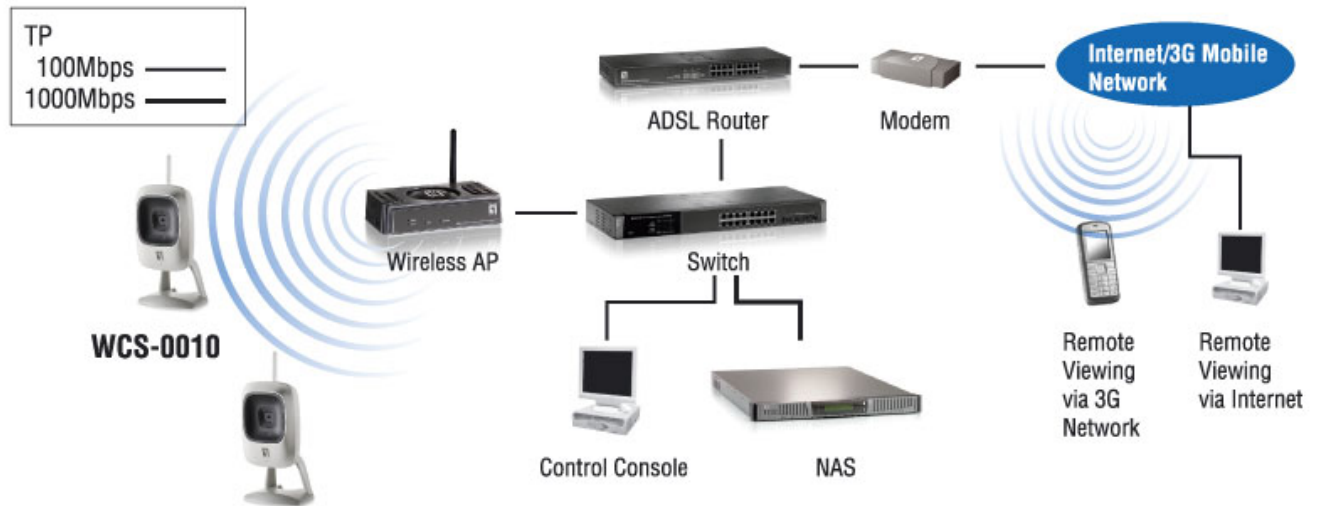 TP
100Mbps
1000Mbps
Internet/3G Mobile
Network
ADSL Router
Modem
Wireless AP
Switch
WCS-0010
Remote
Viewing
via 3G
Network
Remote
Viewing
via Internet
Control Console
NAS